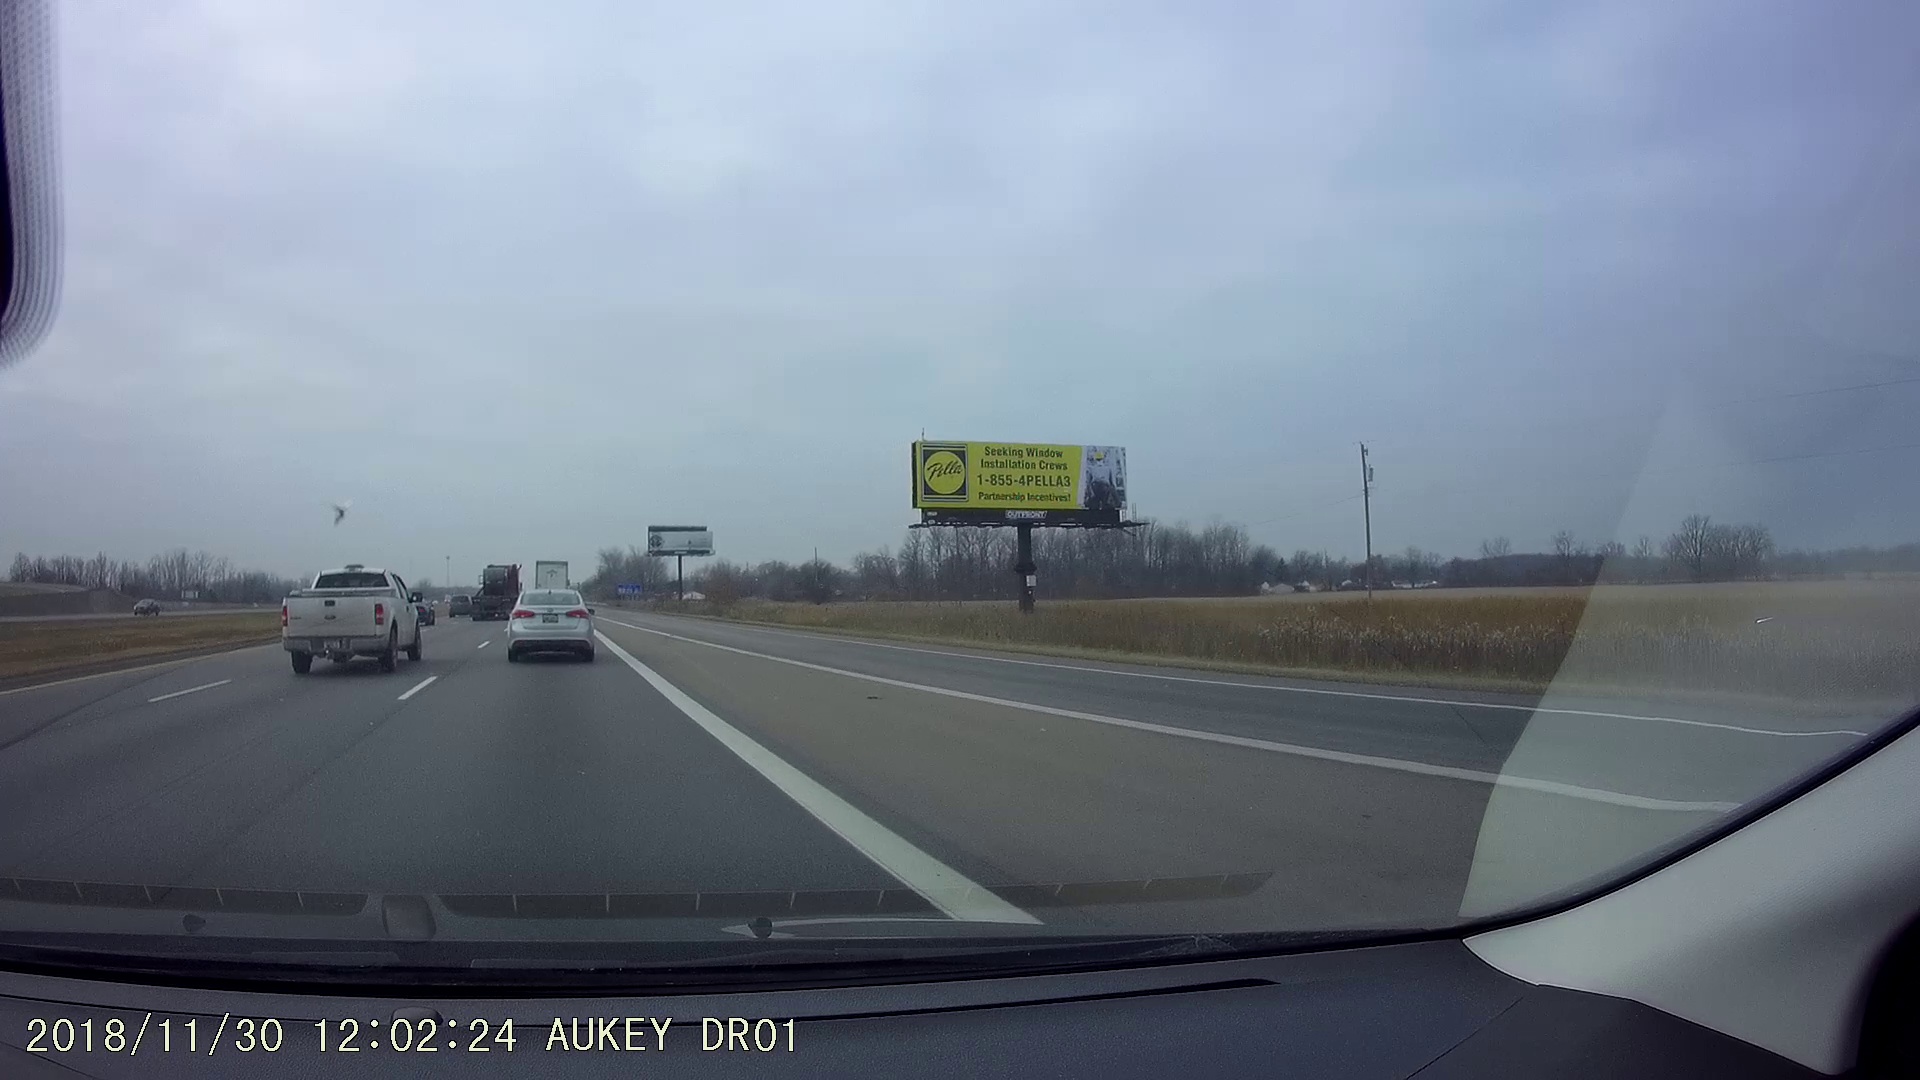 Pella
Seeking Window
Installation Crews
1-855-4PELLA3
Partnership Incentives!
OUTFRONT
2018/11/30 12:02:24 AUKEY DR01